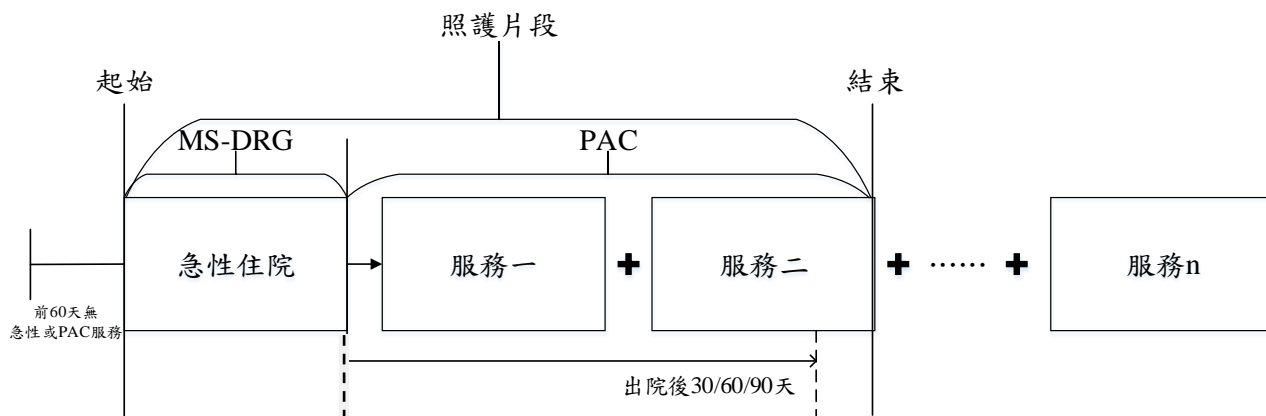 照護片段
起始
結束
MS-DRG
PAC
急性住院
服務一
+
服務二
+ …… +
服務n
前60天無
急性或PAC服務
出院後30/60/90天